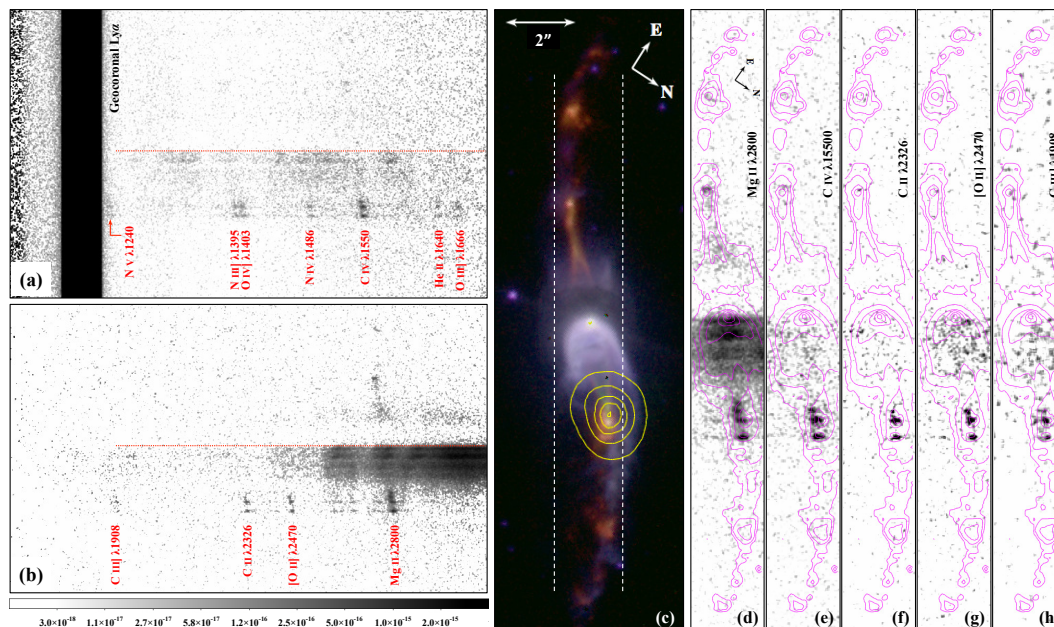 Geocoronal Lyα
N V λ1240
N III] λ1395
O IV] λ1403
N IV λ1486
C IV λ1550
He II λ1640
O III] λ1666
(a)
C III] λ1908
C II λ2326
[O II] λ2470
Mg II λ2800
(b)
3.0×10⁻¹⁸ 1.1×10⁻¹⁷ 2.7×10⁻¹⁷ 5.8×10⁻¹⁷ 1.2×10⁻¹⁶ 2.5×10⁻¹⁶ 5.0×10⁻¹⁶ 1.0×10⁻¹⁵ 2.0×10⁻¹⁵
2″
E
N
(c)
E
N
Mg II λ2800
(d)
C IV λ15500
(e)
C II λ2326
(f)
[O II] λ2470
(g)
(h